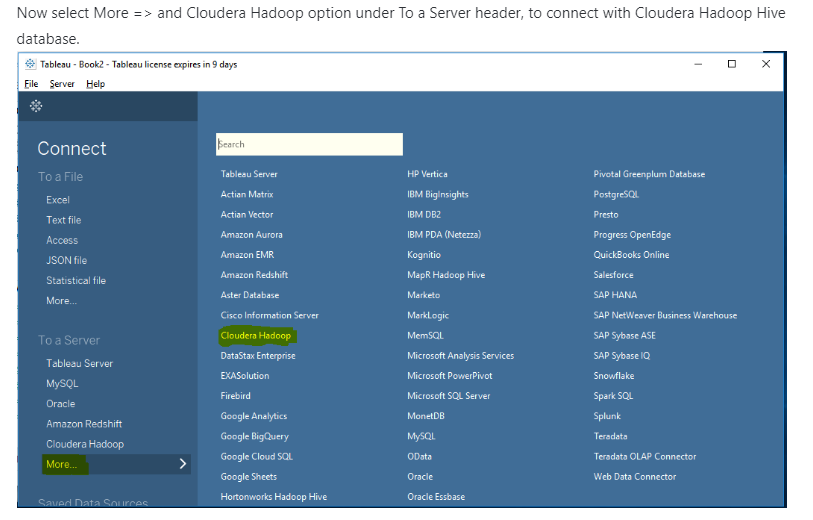 Now select More => and Cloudera Hadoop option under To a Server header, to connect with Cloudera Hadoop Hive
database.
Tableau - Book2 - Tableau license expires in 9 days
File Server Help
Connect
To a File
Excel
Text file
Access
JSON file
Statistical file
More...
To a Server
Tableau Server
MySQL
Oracle
Amazon Redshift
Cloudera Hadoop
More...
Saved Data Sources
Search
Tableau Server
Actian Matrix
Actian Vector
Amazon Aurora
Amazon EMR
Amazon Redshift
Aster Database
Cisco Information Server
Cloudera Hadoop
DataStax Enterprise
EXASolution
Firebird
Google Analytics
Google BigQuery
Google Cloud SQL
Google Sheets
Hortonworks Hadoop Hive
HP Vertica
IBM BigInsights
IBM DB2
IBM PDA (Netezza)
Kognitio
MapR Hadoop Hive
Marketo
MarkLogic
MemSQL
Microsoft Analysis Services
Microsoft PowerPivot
Microsoft SQL Server
MonetDB
MySQL
OData
Oracle
Oracle Essbase
Pivotal Greenplum Database
PostgreSQL
Presto
Progress OpenEdge
QuickBooks Online
Salesforce
SAP HANA
SAP NetWeaver Business Warehouse
SAP Sybase ASE
SAP Sybase IQ
Snowflake
Spark SQL
Splunk
Teradata
Teradata OLAP Connector
Web Data Connector